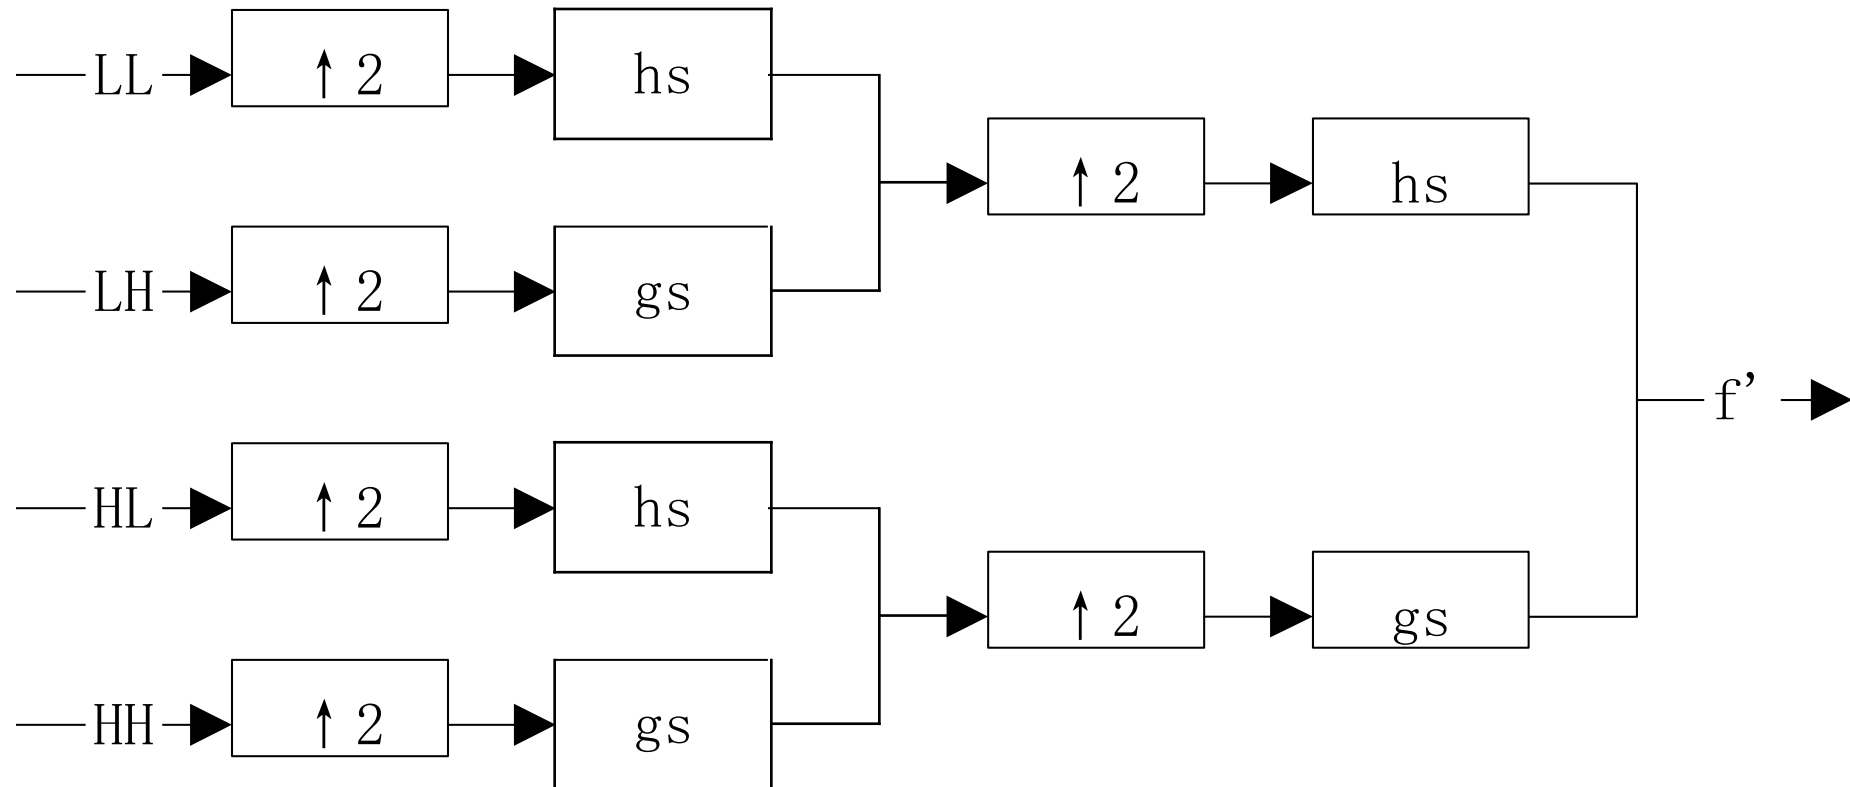 LL ↑ 2 hs
↑ 2 hs
LH ↑ 2 gs
f'
HL ↑ 2 hs
↑ 2 gs
HH ↑ 2 gs